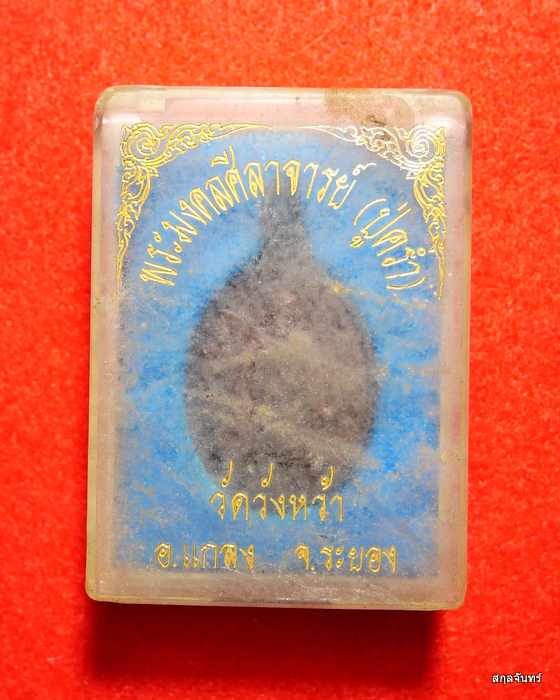 พระมงคลศีลาจารย์ (ปู่คร่ำ)
วัดวังหว้า
อ.แกลง จ.ระยอง
สกุลจันทร์